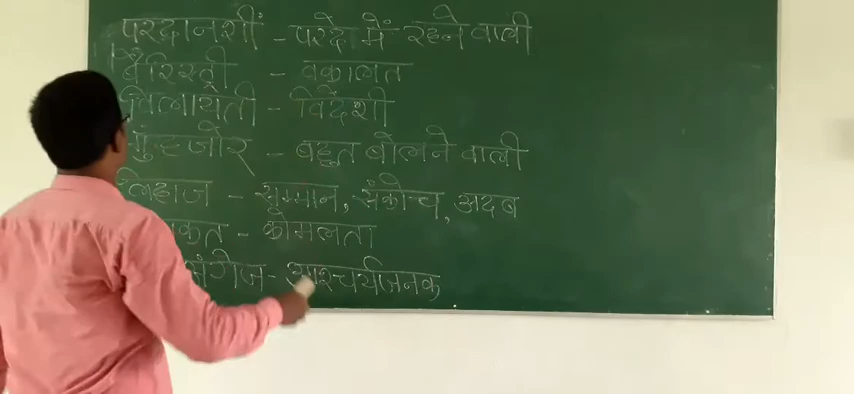 परदानशीं - परदे में रहने वाली
बैरिस्ट्री - वकालत
विलायती - विदेशी
मुँहजोर - बहुत बोलने वाली
लिहाज - सम्मान, संकोच, अदब
- कोमलता
- आश्चर्यजनक